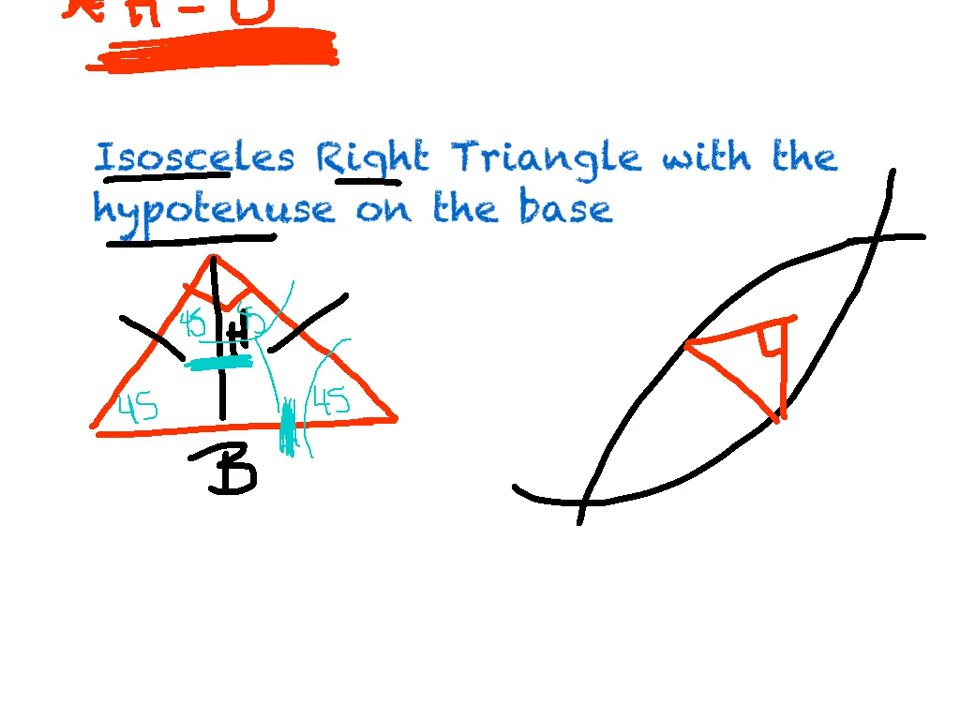 Isosceles Right Triangle with the
hypotenuse on the base
45 45
H
45 45
B